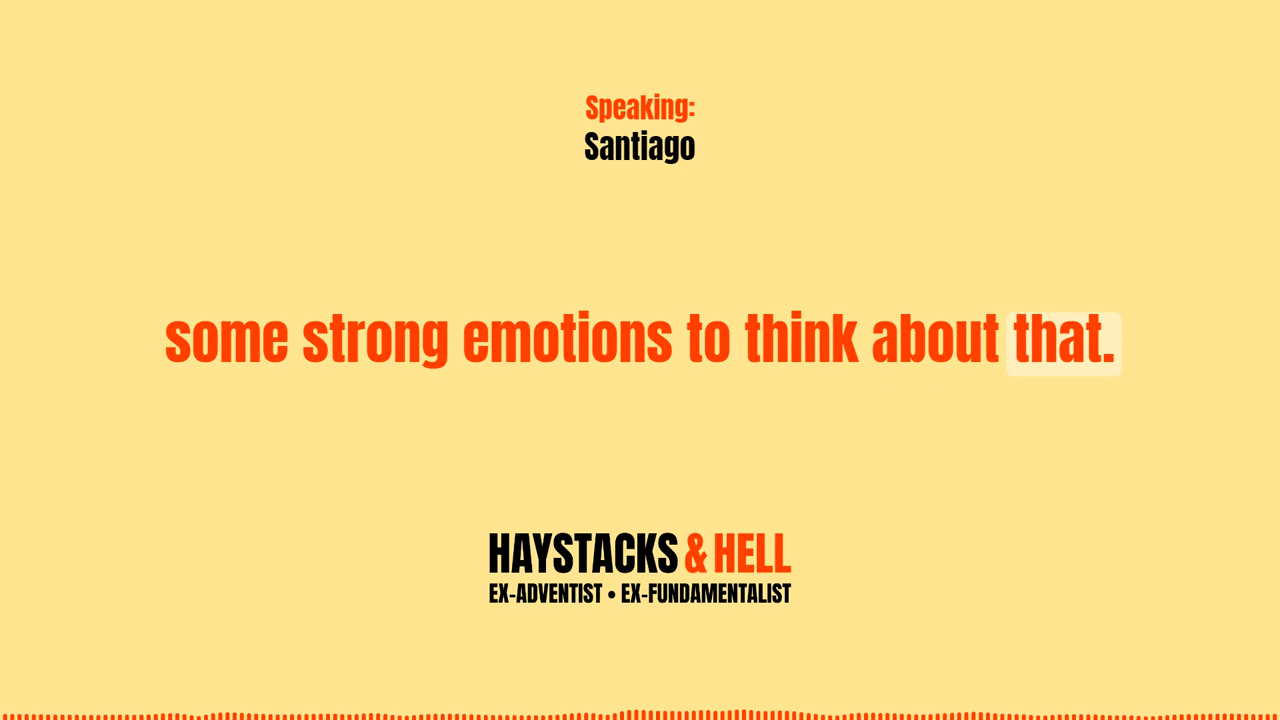 Speaking:
Santiago
some strong emotions to think about that.
HAYSTACKS & HELL
EX-ADVENTIST • EX-FUNDAMENTALIST